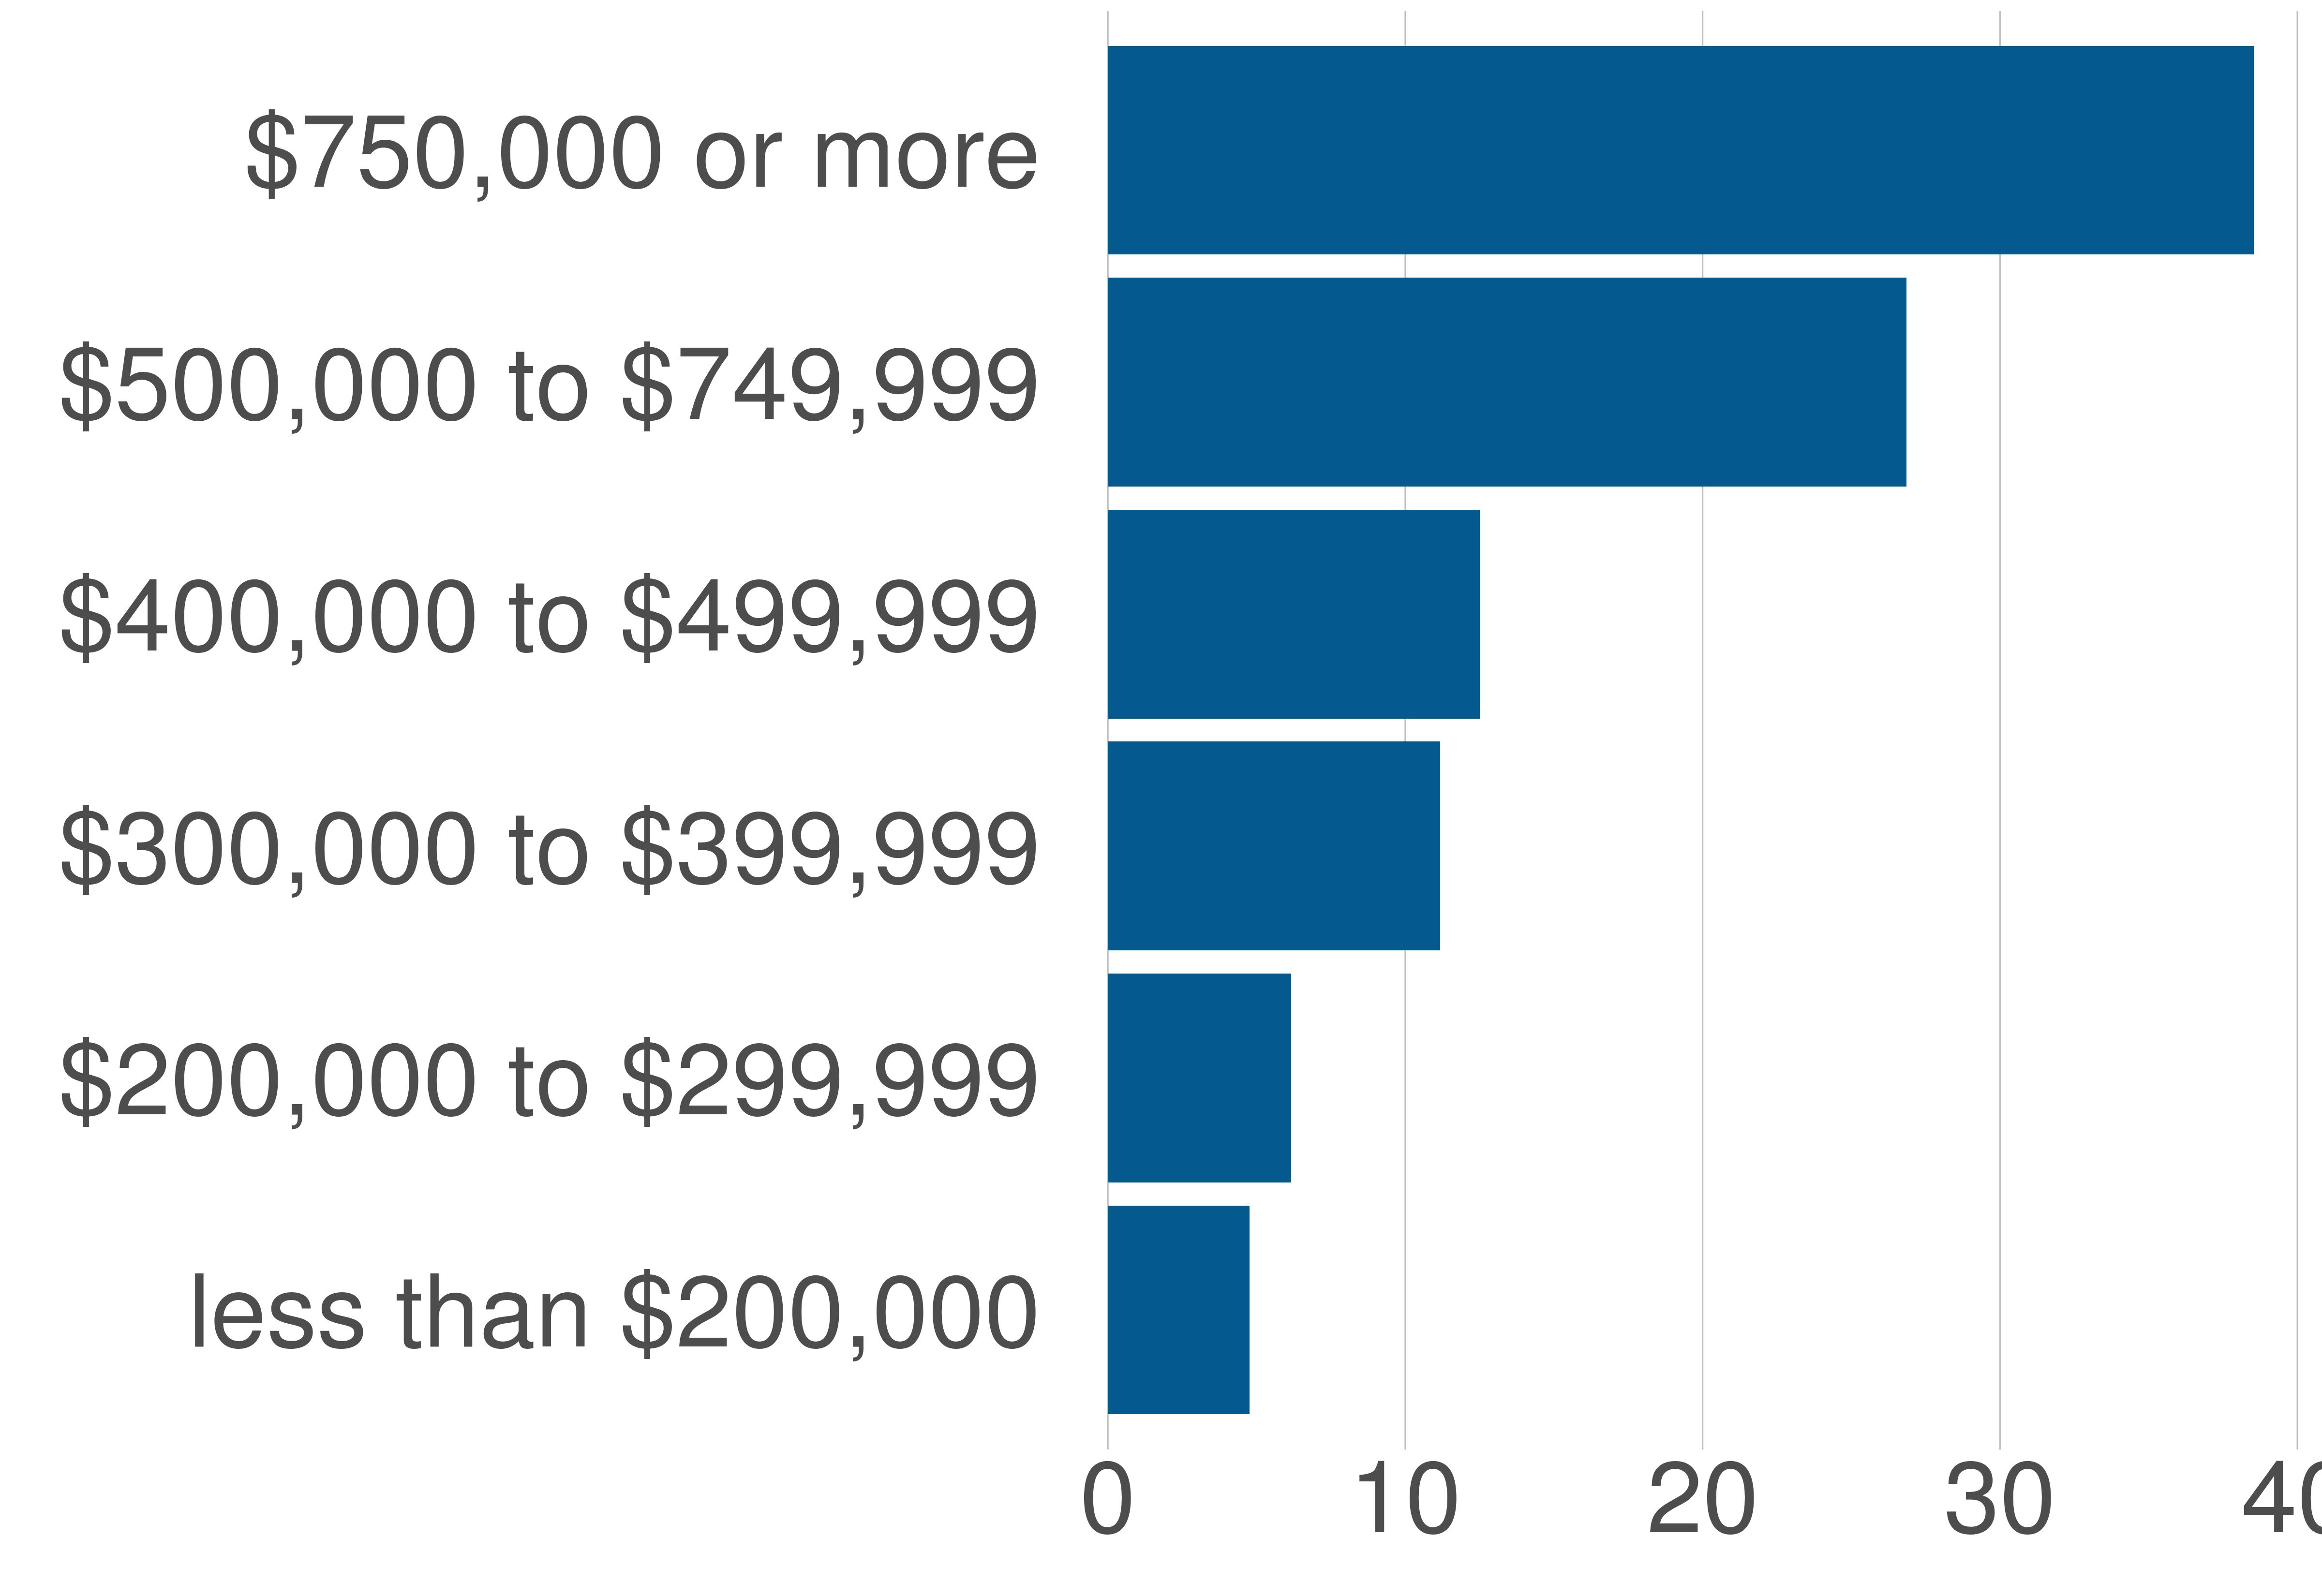 $750,000 or more
$500,000 to $749,999
$400,000 to $499,999
$300,000 to $399,999
$200,000 to $299,999
less than $200,000
0 10 20 30 40